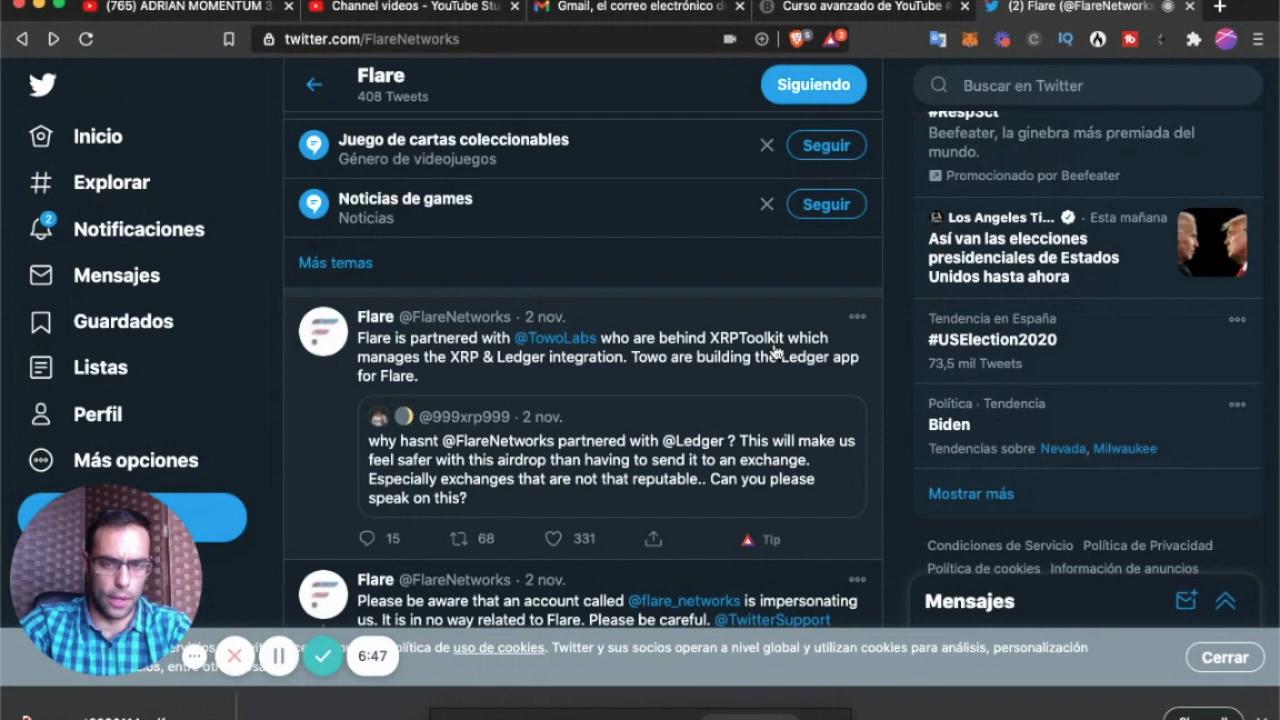 (765) ADRIAN MOMENTUM 3
Channel videos - YouTube Stu
Gmail, el correo electrónico d
Curso avanzado de YouTube
(2) Flare (@FlareNetworks
twitter.com/FlareNetworks
Flare
408 Tweets
Siguiendo
Buscar en Twitter
Inicio
Explorar
Notificaciones
2
Mensajes
Guardados
Listas
Perfil
Más opciones
Juego de cartas coleccionables
Género de videojuegos
Seguir
Noticias de games
Noticias
Seguir
Más temas
Flare @FlareNetworks · 2 nov.
Flare is partnered with @TowoLabs who are behind XRPToolkit which
manages the XRP & Ledger integration. Towo are building the Ledger app
for Flare.
@999xrp999 · 2 nov.
why hasnt @FlareNetworks partnered with @Ledger ? This will make us
feel safer with this airdrop than having to send it to an exchange.
Especially exchanges that are not that reputable.. Can you please
speak on this?
15
68
331
Tip
Flare @FlareNetworks · 2 nov.
Please be aware that an account called @flare_networks is impersonating
us. It is in no way related to Flare. Please be careful. @TwitterSupport
#RespSct
Beefeater, la ginebra más premiada del
mundo.
Promocionado por Beefeater
Los Angeles Ti... · Esta mañana
Así van las elecciones
presidenciales de Estados
Unidos hasta ahora
Tendencia en España
#USElection2020
73,5 mil Tweets
Política · Tendencia
Biden
Tendencias sobre Nevada, Milwaukee
Mostrar más
Condiciones de Servicio Política de Privacidad
Política de cookies Información de anuncios
Mensajes
olítica de uso de cookies. Twitter y sus socios operan a nivel global y utilizan cookies para análisis, personalización
6:47
Cerrar